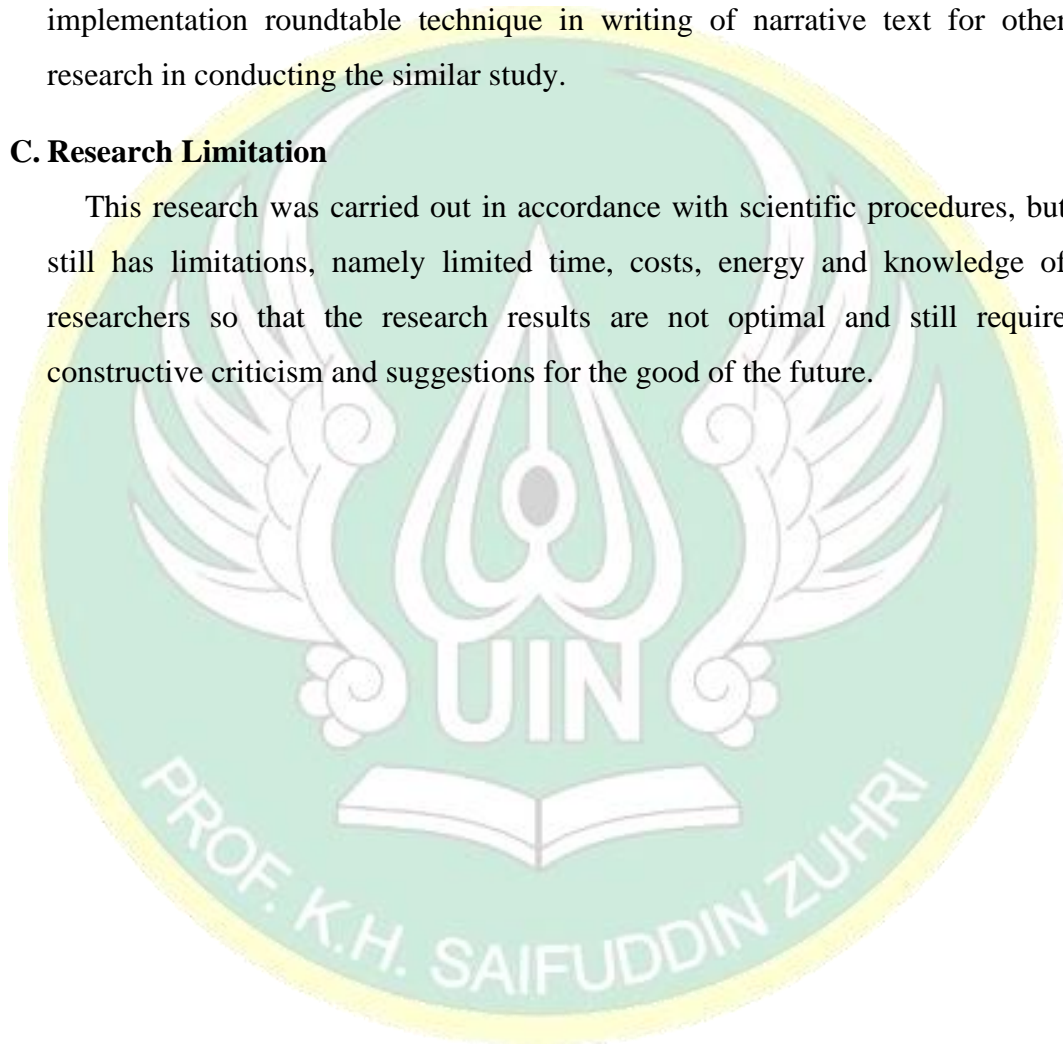 implementation roundtable technique in writing of narrative text for other
research in conducting the similar study.
C. Research Limitation
This research was carried out in accordance with scientific procedures, but
still has limitations, namely limited time, costs, energy and knowledge of
researchers so that the research results are not optimal and still require
constructive criticism and suggestions for the good of the future.
UIN
PROF. K.H. SAIFUDDIN ZUHRI